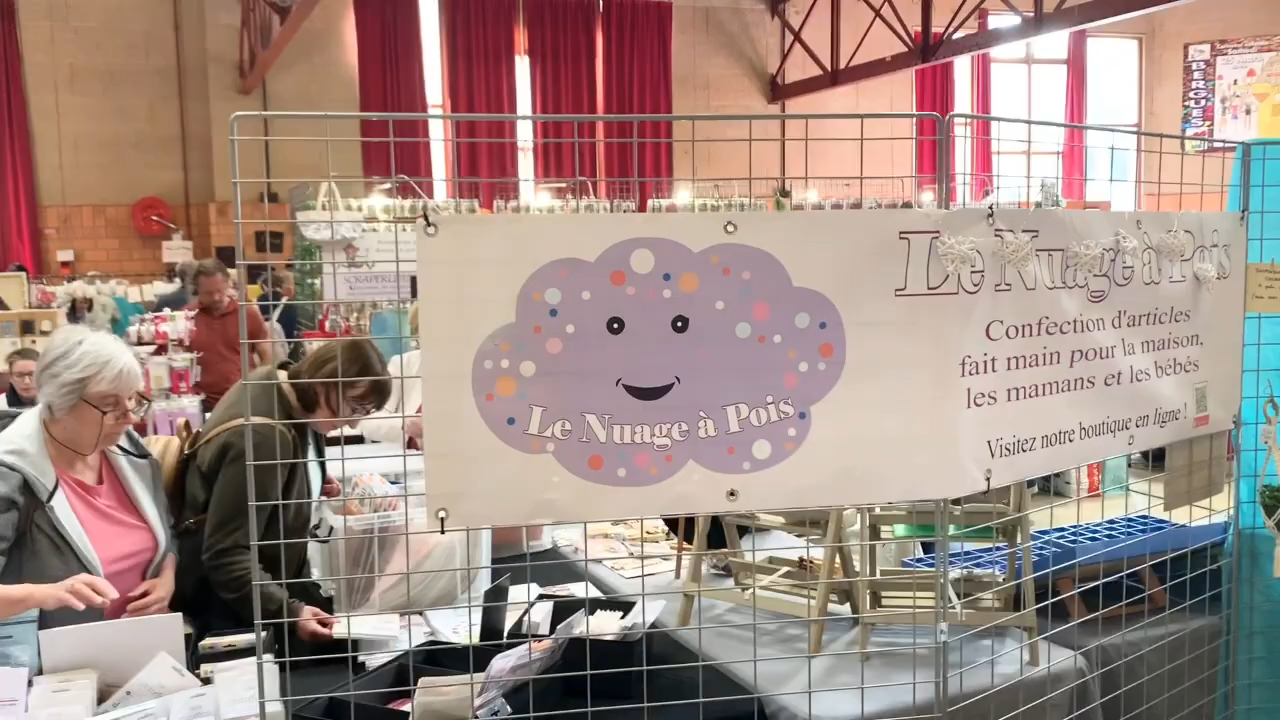 BERGUES
SCRAPERLE
Le Nuage à Pois
Le Nuage à Pois
Confection d'articles
fait main pour la maison,
les mamans et les bébés
Visitez notre boutique en ligne !